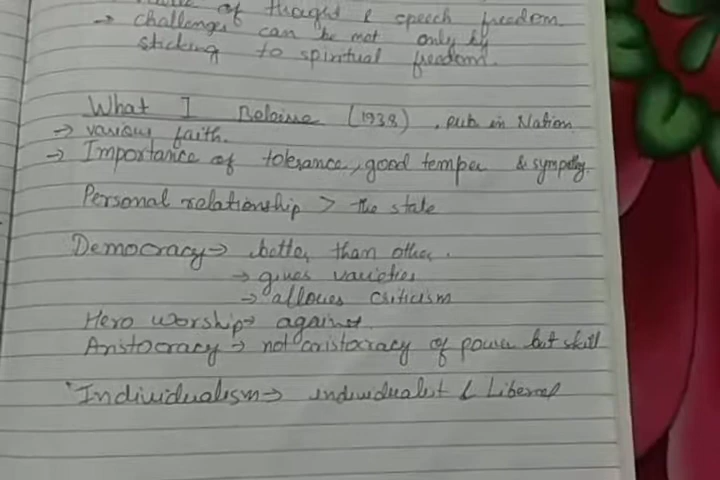 of thought & speech freedom.
→ challenges can be met only by
sticking to spiritual freedom.
What I Beleive (1938), pub in Nation
→ various faith.
→ Importance of tolerance, good temper & sympathy.
Personal relationship > the state
Democracy → better than other.
→ gives varieties
→ allows criticism
Hero worship → against
Aristocracy → not aristocracy of power but skill
Individualism → individualist & Liberal